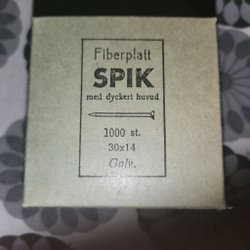 Fiberplatt
SPIK
med dyckert huvud
1000 st.
30x14
Galv.